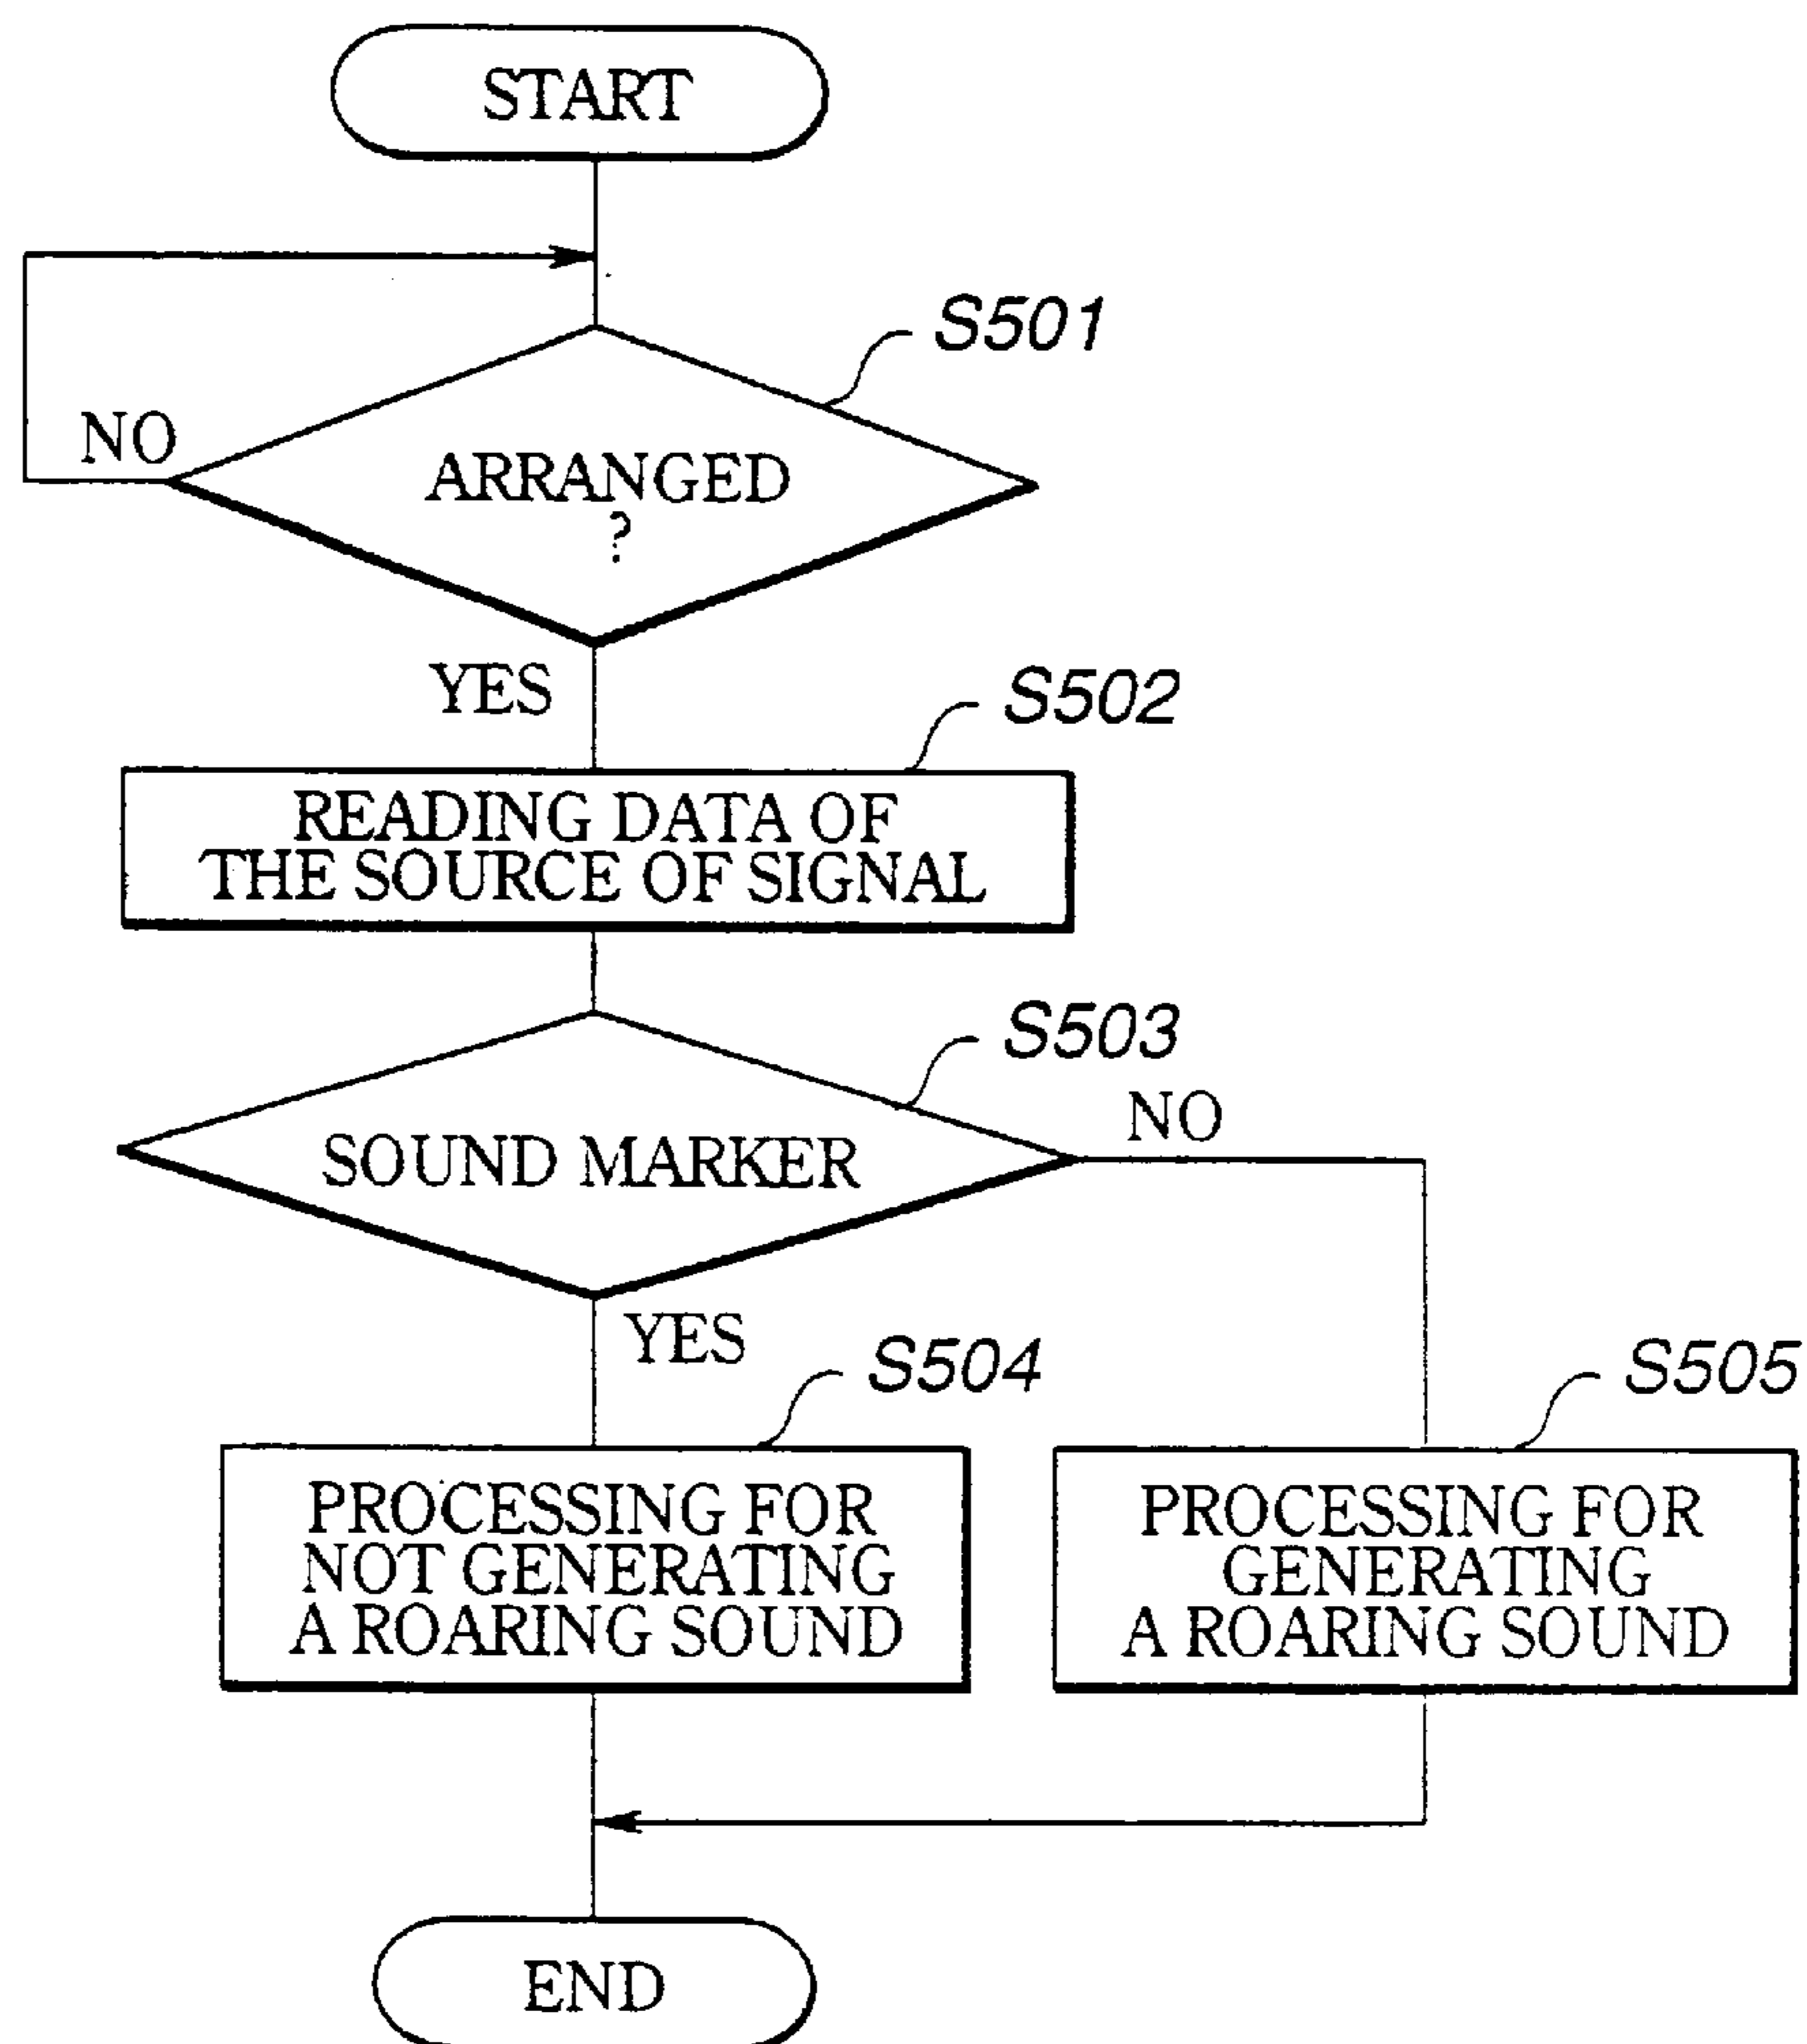 START
S501
NO
ARRANGED
?
YES
S502
READING DATA OF
THE SOURCE OF SIGNAL
S503
NO
SOUND MARKER
YES
S504
S505
PROCESSING FOR
NOT GENERATING
A ROARING SOUND
PROCESSING FOR
GENERATING
A ROARING SOUND
END